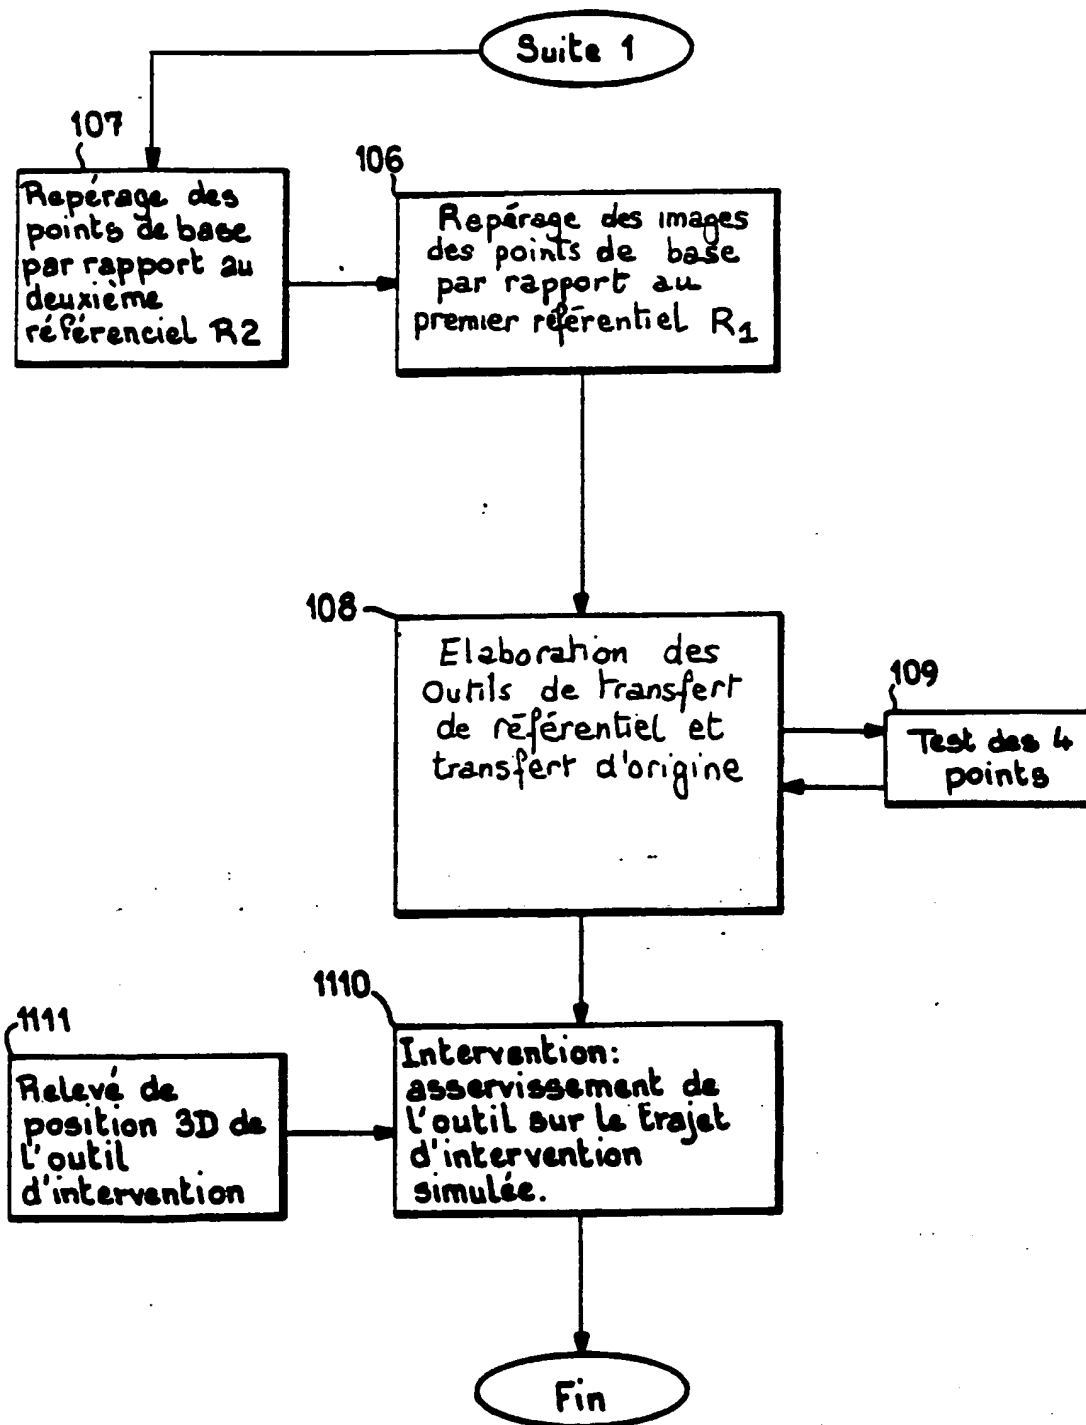 Suite 1
107
Repérage des
points de base
par rapport au
deuxième
référenciel R2
106
Repérage des images
des points de base
par rapport au
premier référentiel R1
108
Elaboration des
Outils de transfert
de référentiel et
transfert d'origine
109
Test des 4
points
1111
Relevé de
position 3D de
l'outil
d'intervention
1110
Intervention:
asservissement de
l'outil sur le trajet
d'intervention
simulée.
Fin